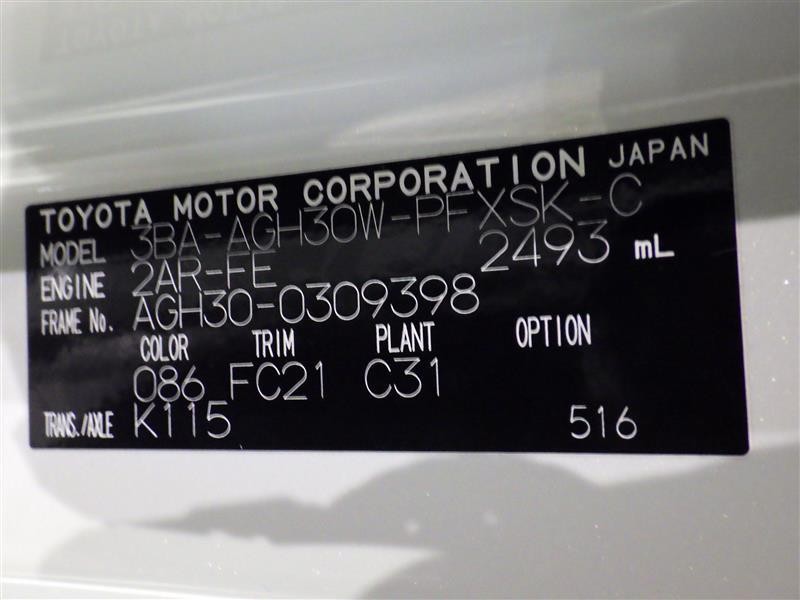 TOYOTA MOTOR CORPORATION JAPAN
MODEL 3BA-AGH30W-PFXSK-C
ENGINE 2AR-FE 2493 mL
FRAME No. AGH30-0309398
COLOR TRIM PLANT OPTION
086 FC21 C31
TRANS./AXLE K115 516